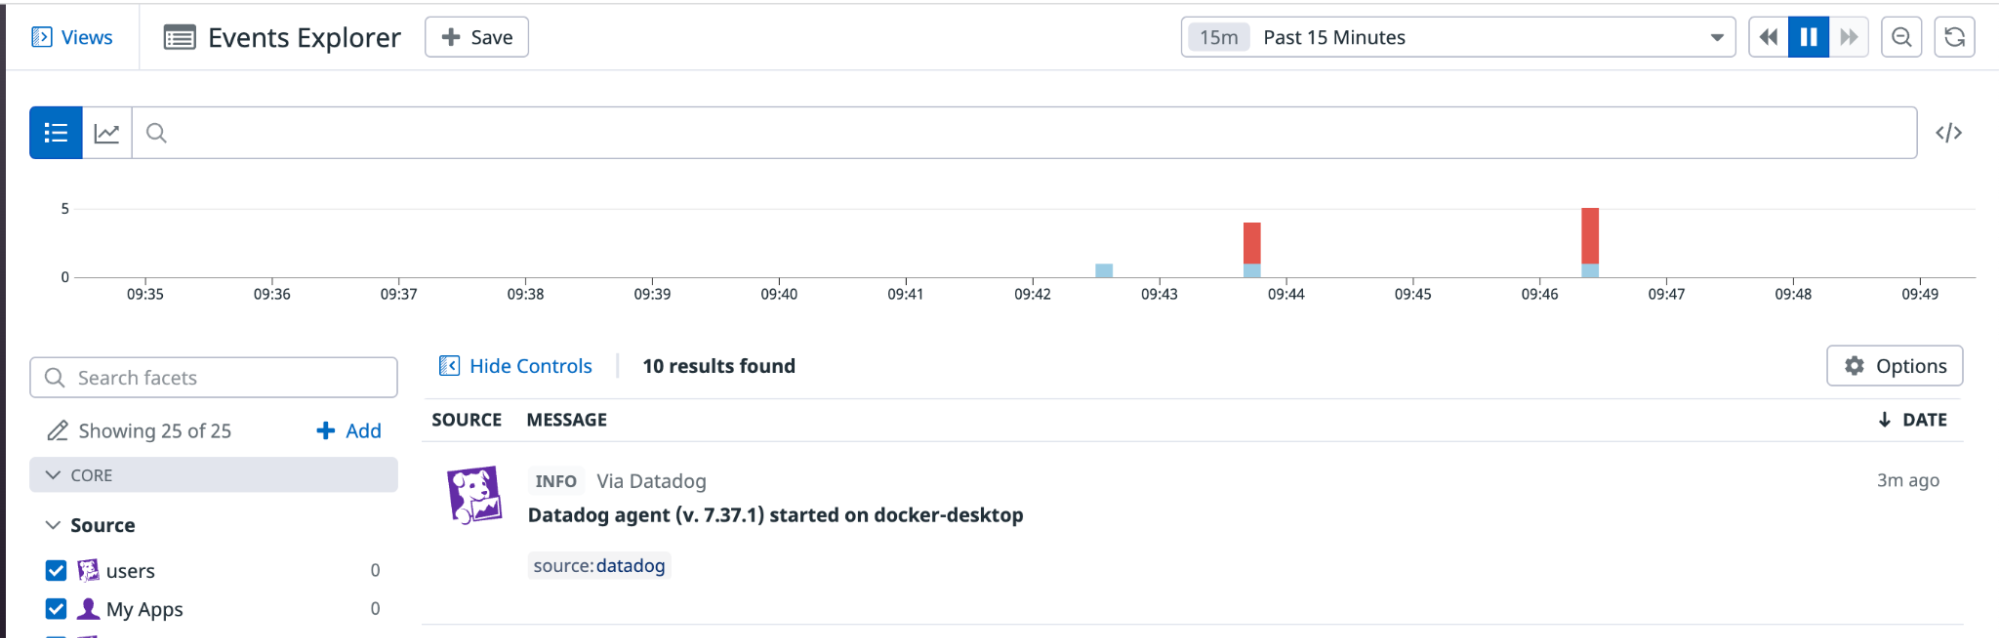 Views
Events Explorer
+ Save
15m Past 15 Minutes
</>
5
0
09:35 09:36 09:37 09:38 09:39 09:40 09:41 09:42 09:43 09:44 09:45 09:46 09:47 09:48 09:49
Search facets
Hide Controls
10 results found
Options
Showing 25 of 25
+ Add
SOURCE MESSAGE ↓ DATE
CORE
INFO Via Datadog 3m ago
Datadog agent (v. 7.37.1) started on docker-desktop
Source
source:datadog
users 0
My Apps 0